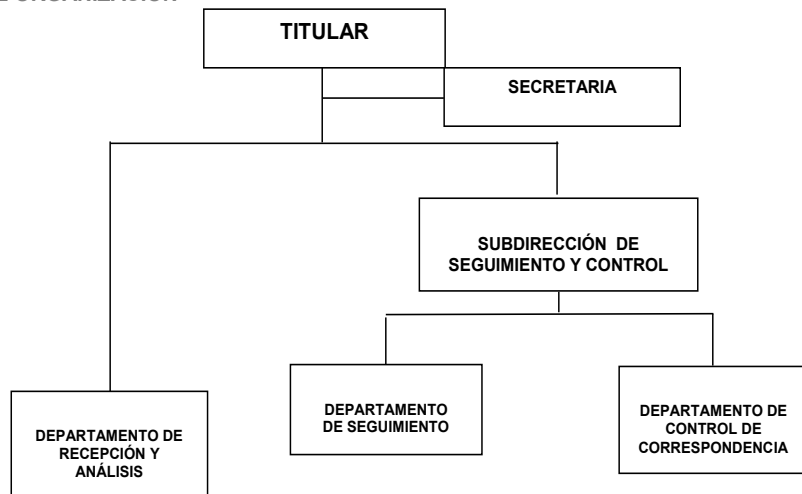 TITULAR
SECRETARIA
SUBDIRECCIÓN DE
SEGUIMIENTO Y CONTROL
DEPARTAMENTO DE
RECEPCIÓN Y
ANÁLISIS
DEPARTAMENTO
DE SEGUIMIENTO
DEPARTAMENTO DE
CONTROL DE
CORRESPONDENCIA